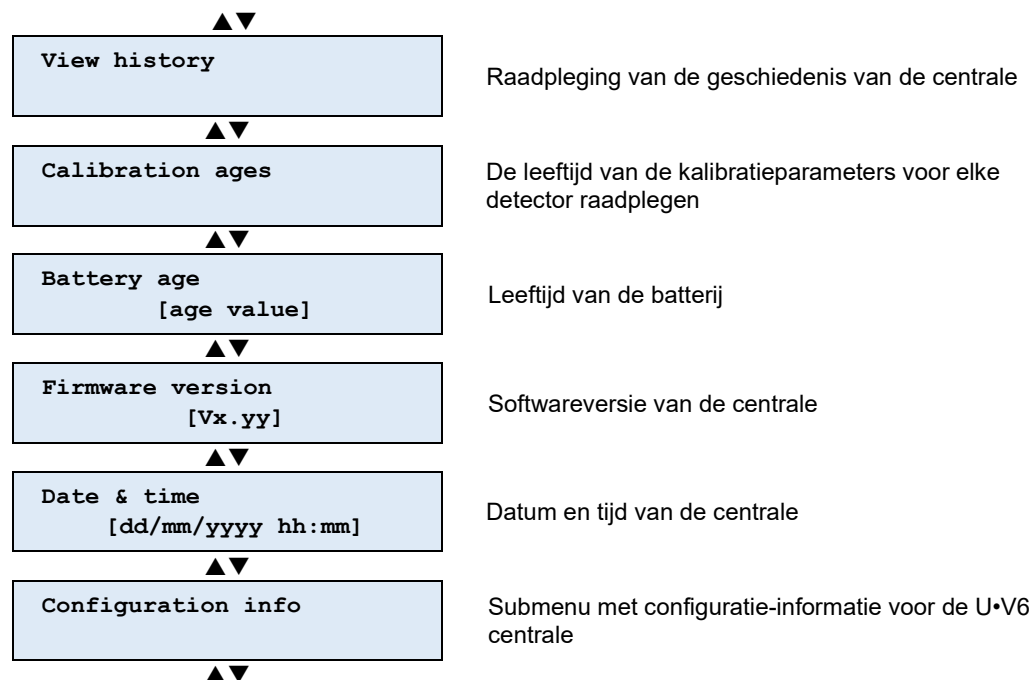 ▲▼
View history
Raadpleging van de geschiedenis van de centrale
▲▼
Calibration ages
De leeftijd van de kalibratieparameters voor elke
detector raadplegen
▲▼
Battery age
[age value]
Leeftijd van de batterij
▲▼
Firmware version
[Vx.yy]
Softwareversie van de centrale
▲▼
Date & time
[dd/mm/yyyy hh:mm]
Datum en tijd van de centrale
▲▼
Configuration info
Submenu met configuratie-informatie voor de U•V6
centrale
▲▼